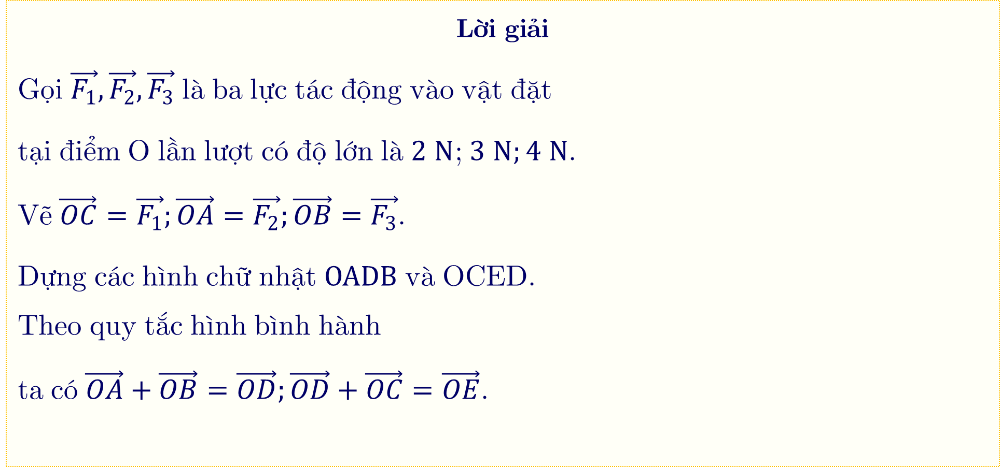 Lời giải
Gọi $\overrightarrow{F_1}, \overrightarrow{F_2}, \overrightarrow{F_3}$ là ba lực tác động vào vật đặt
tại điểm O lần lượt có độ lớn là 2 N; 3 N; 4 N.
Vẽ $\overrightarrow{OC} = \overrightarrow{F_1}; \overrightarrow{OA} = \overrightarrow{F_2}; \overrightarrow{OB} = \overrightarrow{F_3}$.
Dựng các hình chữ nhật OADB và OCED.
Theo quy tắc hình bình hành
ta có $\overrightarrow{OA} + \overrightarrow{OB} = \overrightarrow{OD}; \overrightarrow{OD} + \overrightarrow{OC} = \overrightarrow{OE}$.